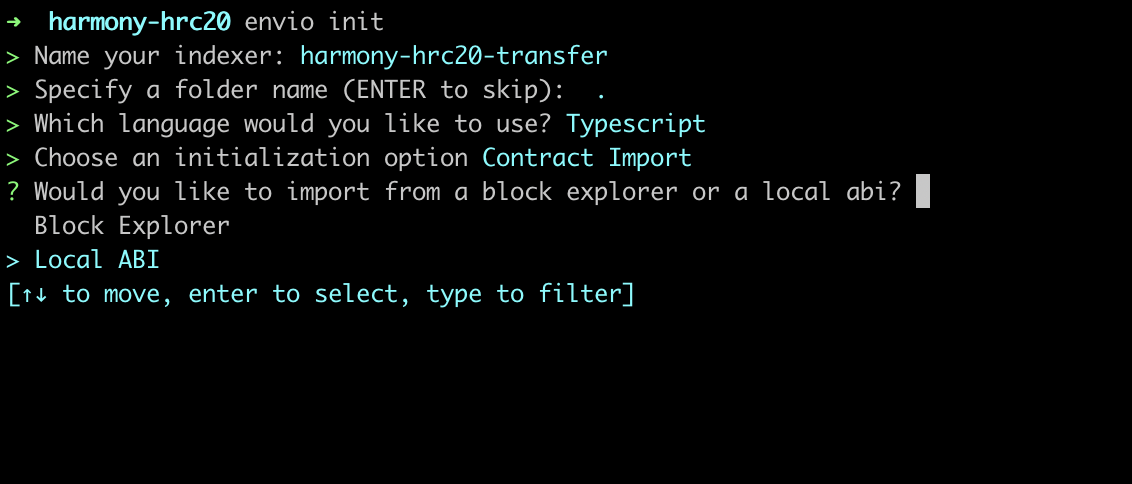 ➜  harmony-hrc20 envio init
> Name your indexer: harmony-hrc20-transfer
> Specify a folder name (ENTER to skip):  .
> Which language would you like to use? Typescript
> Choose an initialization option Contract Import
? Would you like to import from a block explorer or a local abi?
  Block Explorer
> Local ABI
[↑↓ to move, enter to select, type to filter]